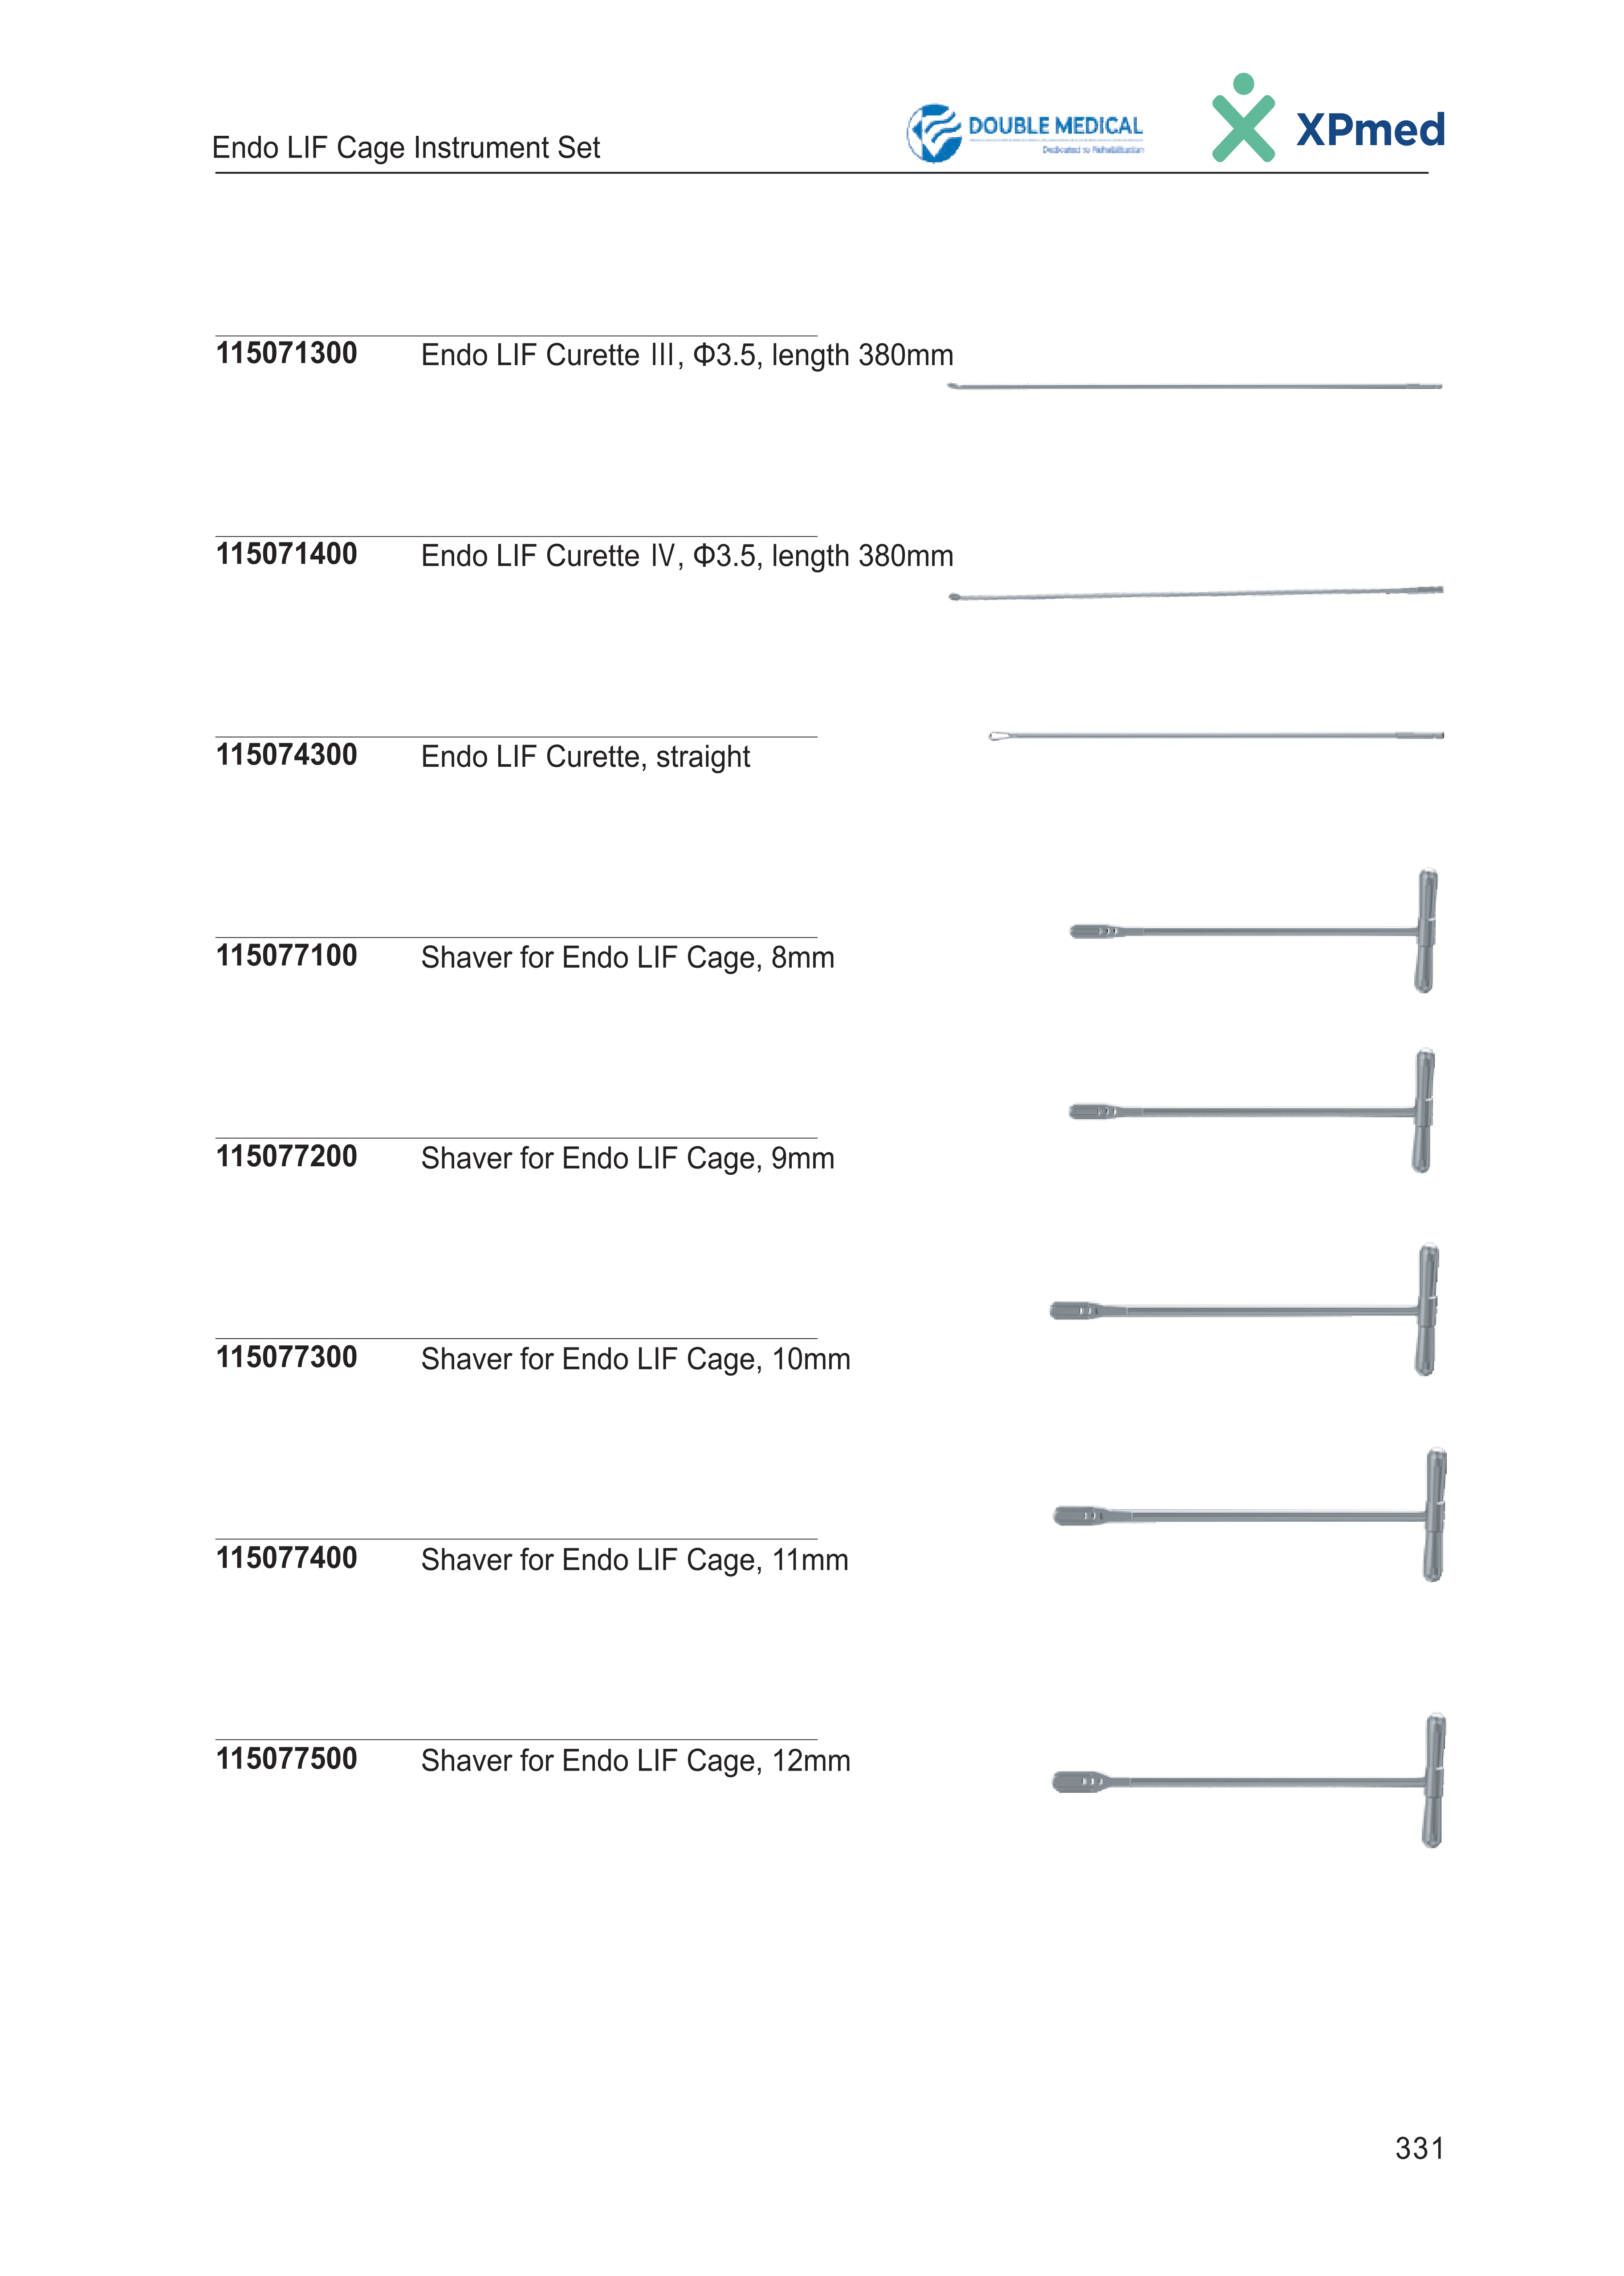 Endo LIF Cage Instrument Set
DOUBLE MEDICAL
Dedicated to Rehabilitation
XPmed
115071300 Endo LIF Curette Ⅲ, Φ3.5, length 380mm
115071400 Endo LIF Curette Ⅳ, Φ3.5, length 380mm
115074300 Endo LIF Curette, straight
115077100 Shaver for Endo LIF Cage, 8mm
115077200 Shaver for Endo LIF Cage, 9mm
115077300 Shaver for Endo LIF Cage, 10mm
115077400 Shaver for Endo LIF Cage, 11mm
115077500 Shaver for Endo LIF Cage, 12mm
331